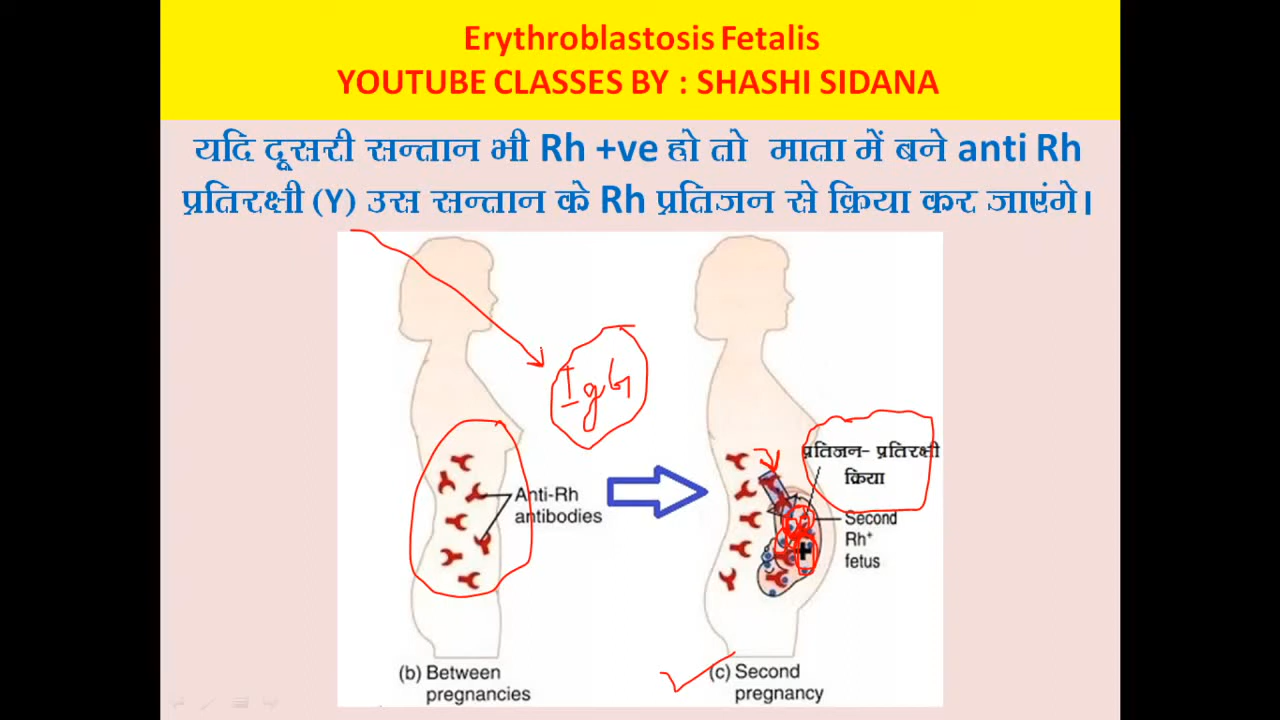 Erythroblastosis Fetalis
YOUTUBE CLASSES BY : SHASHI SIDANA
यदि दूसरी सन्तान भी Rh +ve हो तो माता में बने anti Rh
प्रतिरक्षी (Y) उस सन्तान के Rh प्रतिजन से क्रिया कर जाएंगे।
IgG
Anti-Rh
antibodies
प्रतिजन- प्रतिरक्षी
क्रिया
Second
Rh⁺
fetus
+
(b) Between
pregnancies
(c) Second
pregnancy